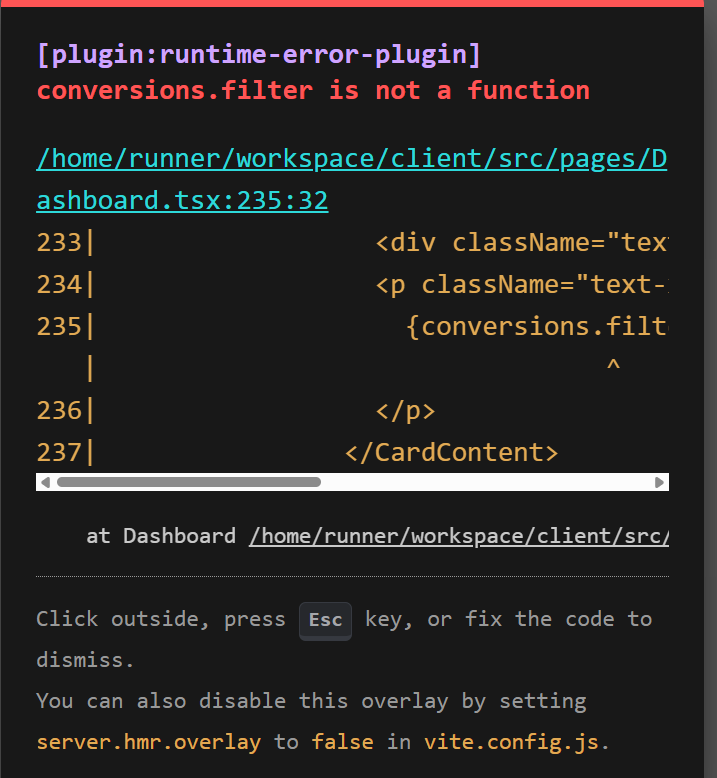 [plugin:runtime-error-plugin]
conversions.filter is not a function
/home/runner/workspace/client/src/pages/D
ashboard.tsx:235:32
233|                  <div className="tex
234|                  <p className="text-
235|                    {conversions.filt
   |                                 ^
236|                  </p>
237|                </CardContent>
at Dashboard /home/runner/workspace/client/src/
Click outside, press Esc key, or fix the code to
dismiss.
You can also disable this overlay by setting
server.hmr.overlay to false in vite.config.js.